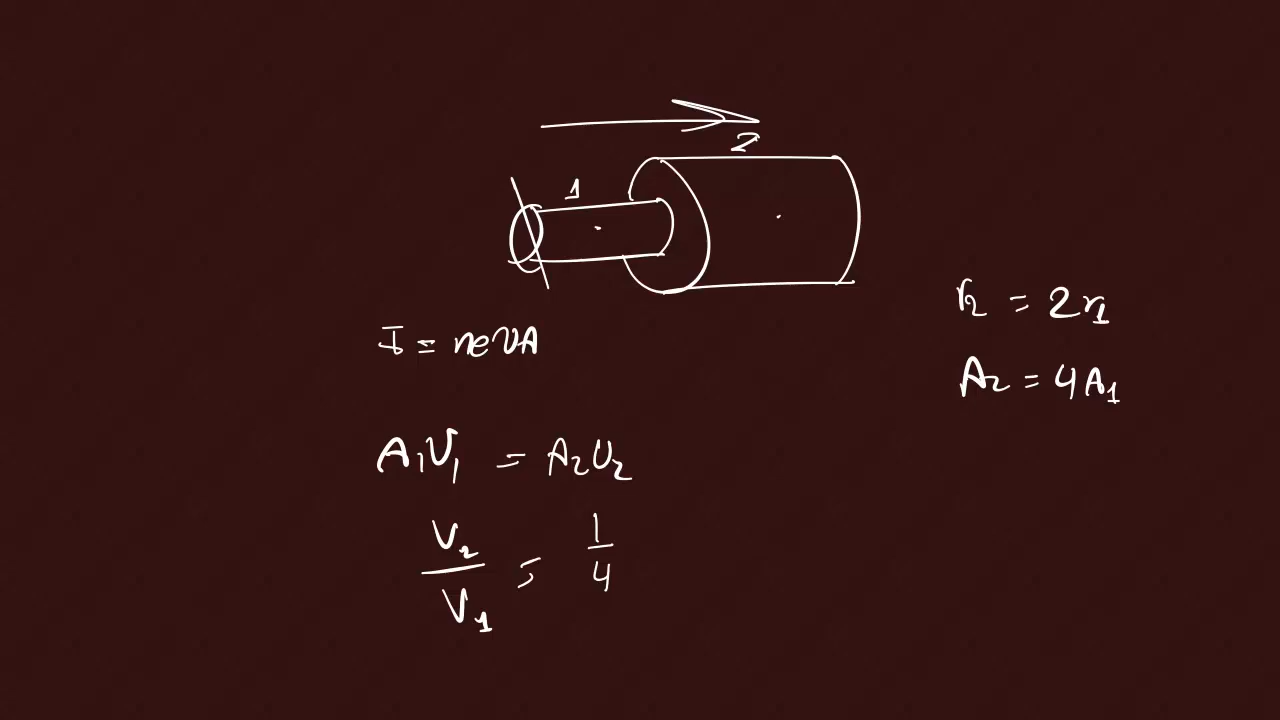 2
1
r₂ = 2r₁
I = neVA
A₂ = 4A₁
A₁V₁ = A₂V₂
V₂/V₁ = 1/4